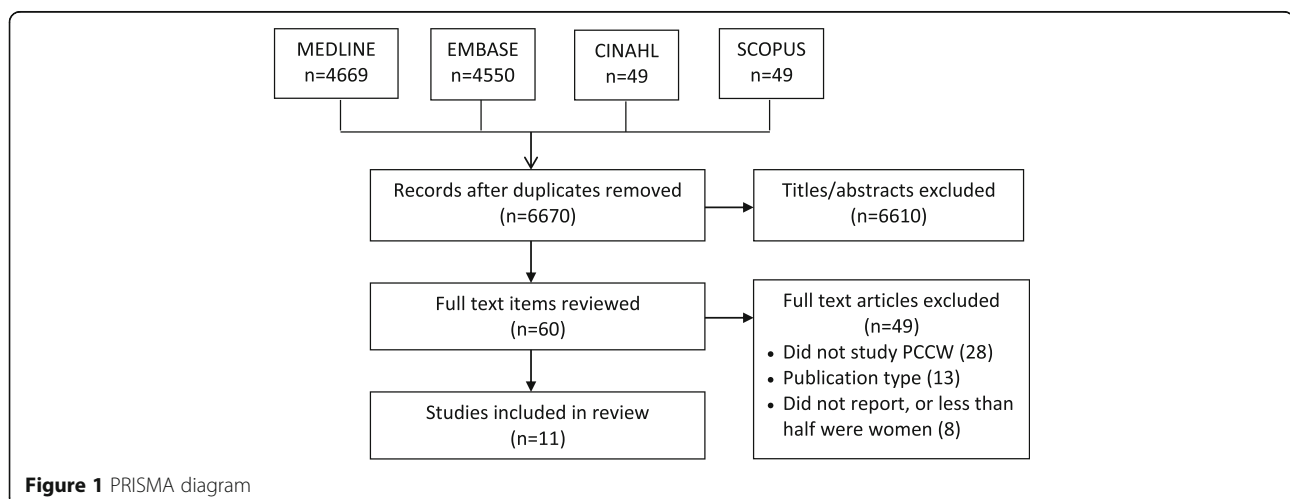 MEDLINE
n=4669
EMBASE
n=4550
CINAHL
n=49
SCOPUS
n=49
Records after duplicates removed
(n=6670)
Titles/abstracts excluded
(n=6610)
Full text items reviewed
(n=60)
Full text articles excluded
(n=49)
• Did not study PCCW (28)
• Publication type (13)
• Did not report, or less than
half were women (8)
Studies included in review
(n=11)
Figure 1 PRISMA diagram